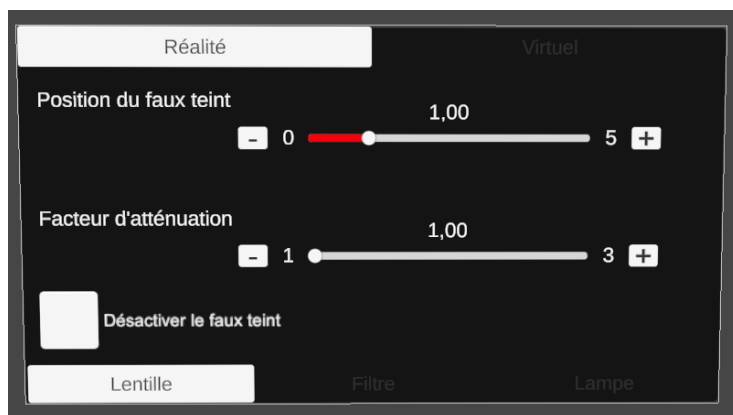 Réalité Virtuel
Position du faux teint
1,00
- 0 5 +
Facteur d'atténuation
1,00
- 1 3 +
Désactiver le faux teint
Lentille Filtre Lampe